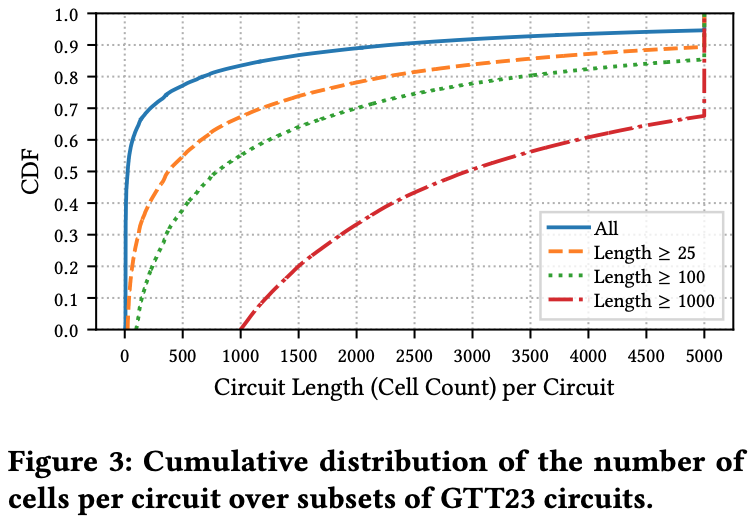 1.0
0.9
0.8
0.7
0.6
0.5
0.4
0.3
0.2
0.1
0.0
CDF
All
Length ≥ 25
Length ≥ 100
Length ≥ 1000
0 500 1000 1500 2000 2500 3000 3500 4000 4500 5000
Circuit Length (Cell Count) per Circuit
Figure 3: Cumulative distribution of the number of
cells per circuit over subsets of GTT23 circuits.